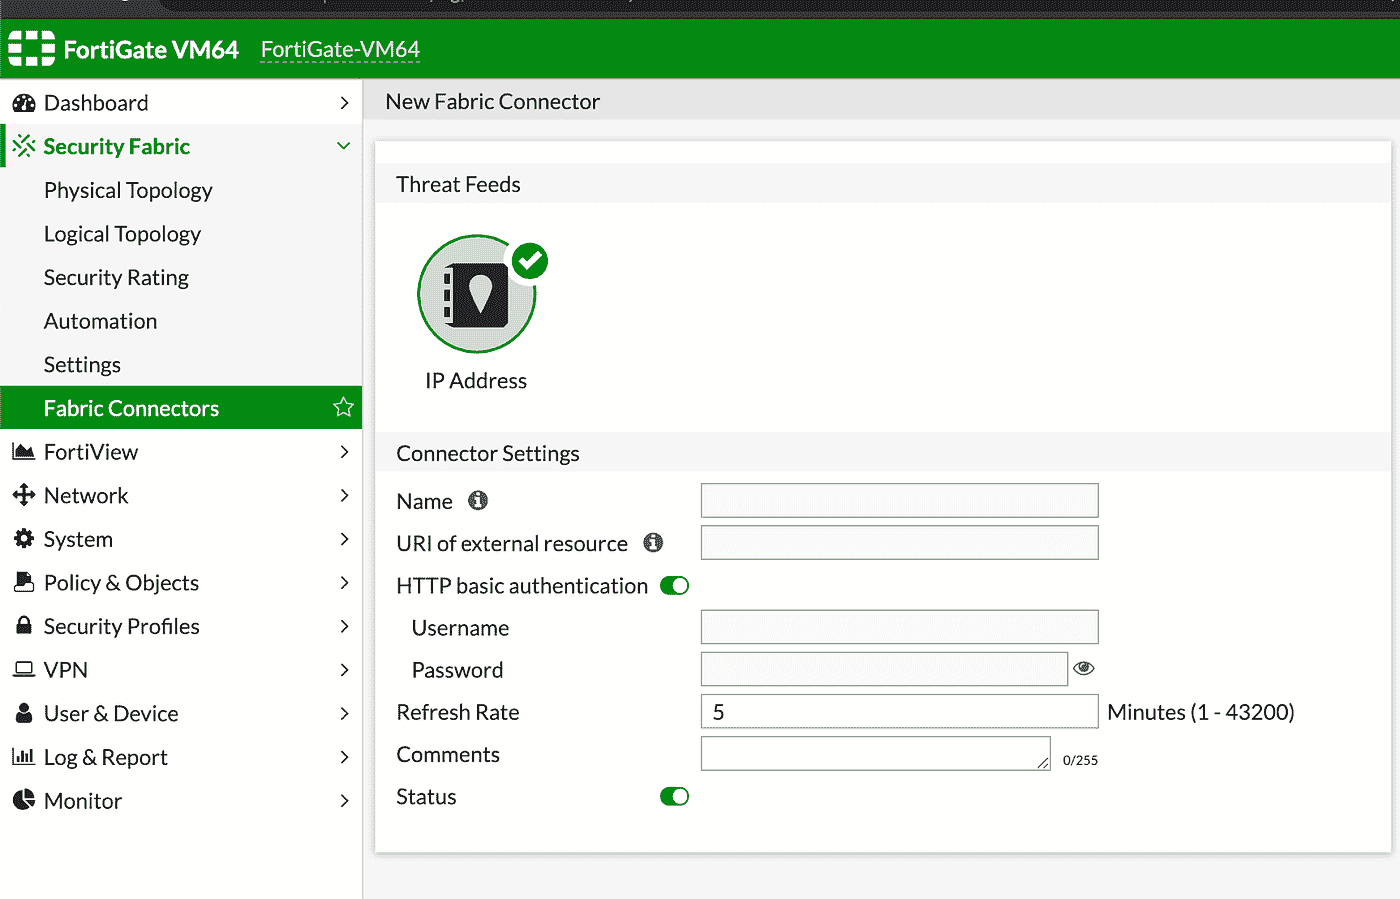 FortiGate VM64 FortiGate-VM64
Dashboard
Security Fabric
Physical Topology
Logical Topology
Security Rating
Automation
Settings
Fabric Connectors
FortiView
Network
System
Policy & Objects
Security Profiles
VPN
User & Device
Log & Report
Monitor
New Fabric Connector
Threat Feeds
IP Address
Connector Settings
Name
URI of external resource
HTTP basic authentication
Username
Password
Refresh Rate 5 Minutes (1 - 43200)
Comments 0/255
Status